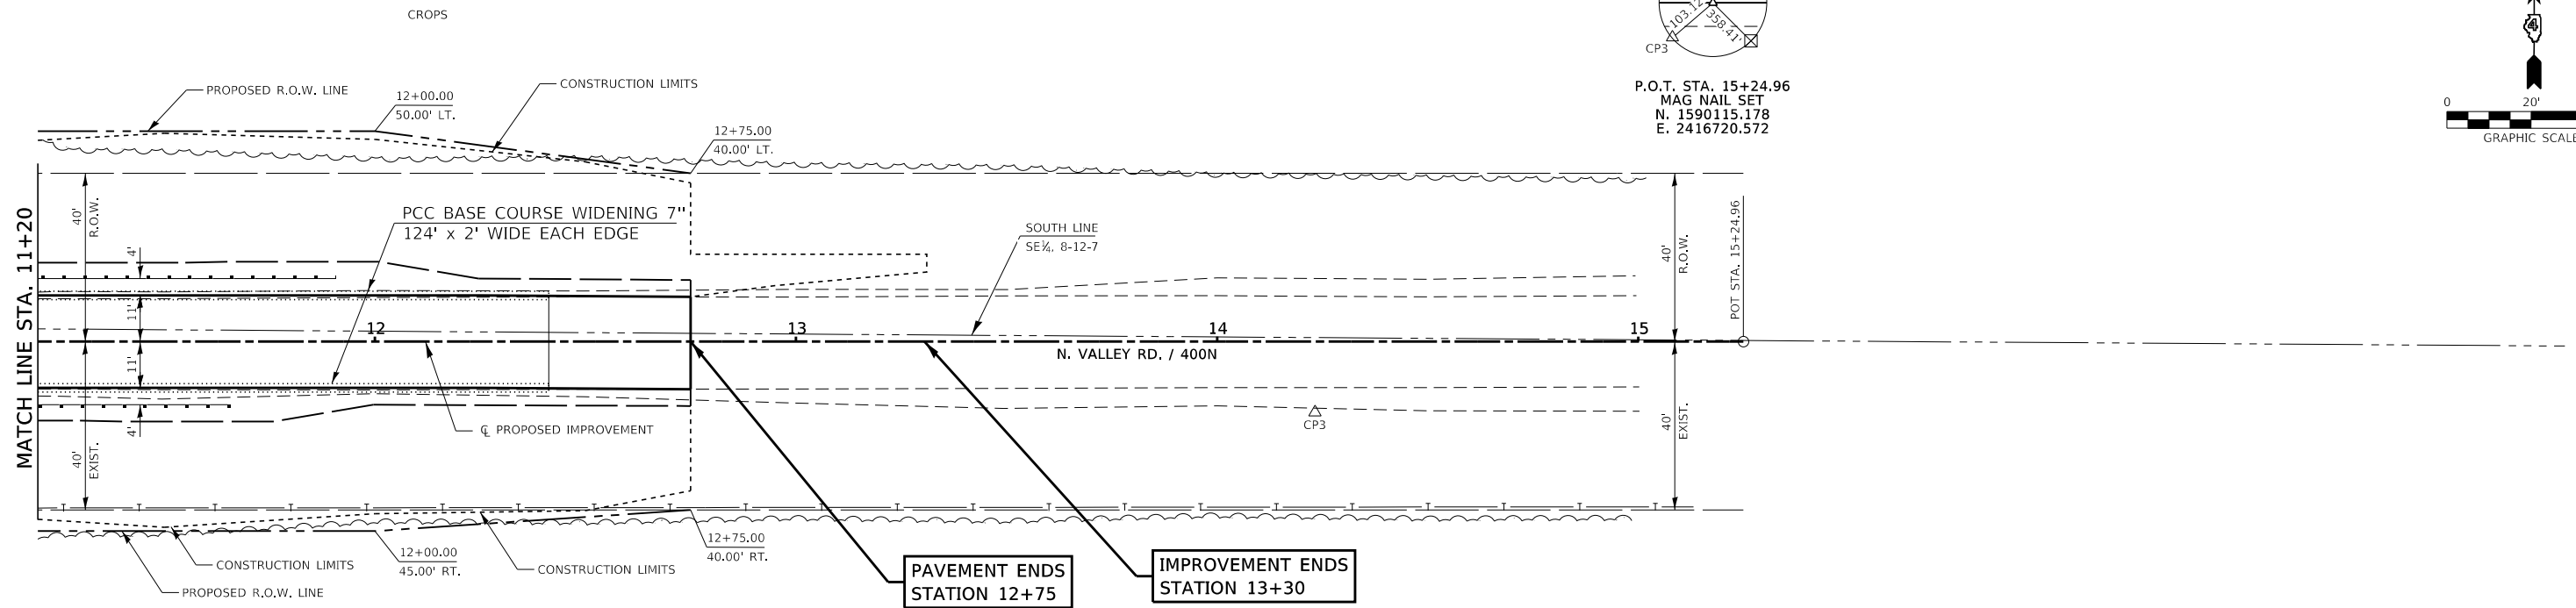 CROPS
103.12'
358.41'
CP3
4
P.O.T. STA. 15+24.96
MAG NAIL SET
N. 1590115.178
E. 2416720.572
0 20'
GRAPHIC SCALE
PROPOSED R.O.W. LINE
12+00.00
50.00' LT.
CONSTRUCTION LIMITS
12+75.00
40.00' LT.
MATCH LINE STA. 11+20
40'
R.O.W.
4'
PCC BASE COURSE WIDENING 7"
124' x 2' WIDE EACH EDGE
SOUTH LINE
SE¼, 8-12-7
40'
R.O.W.
POT STA. 15+24.96
11'
12
13
14
15
11'
N. VALLEY RD. / 400N
4'
℄ PROPOSED IMPROVEMENT
CP3
40'
EXIST.
40'
EXIST.
12+00.00
45.00' RT.
12+75.00
40.00' RT.
CONSTRUCTION LIMITS
CONSTRUCTION LIMITS
PROPOSED R.O.W. LINE
PAVEMENT ENDS
STATION 12+75
IMPROVEMENT ENDS
STATION 13+30